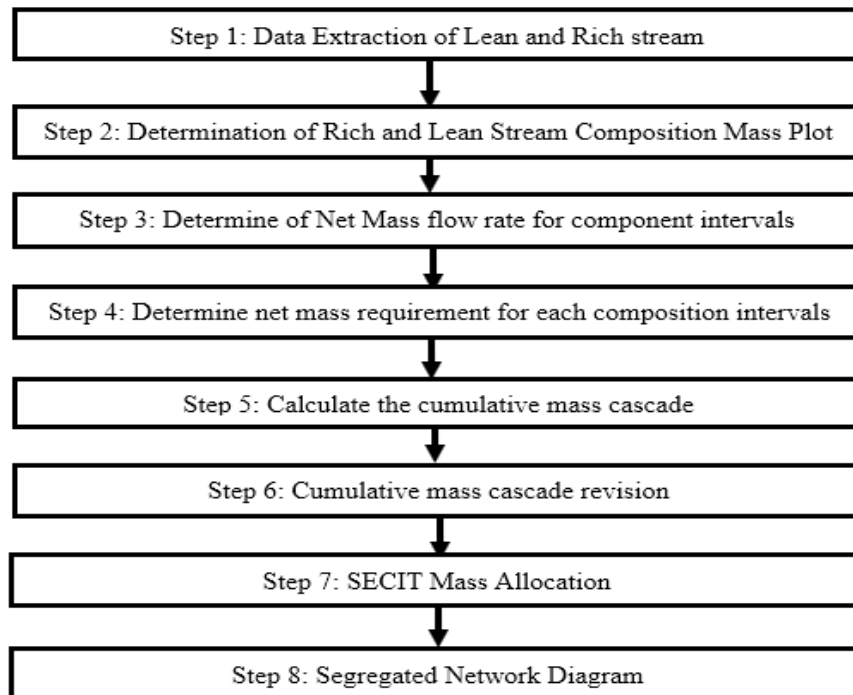 Step 1: Data Extraction of Lean and Rich stream
Step 2: Determination of Rich and Lean Stream Composition Mass Plot
Step 3: Determine of Net Mass flow rate for component intervals
Step 4: Determine net mass requirement for each composition intervals
Step 5: Calculate the cumulative mass cascade
Step 6: Cumulative mass cascade revision
Step 7: SECIT Mass Allocation
Step 8: Segregated Network Diagram